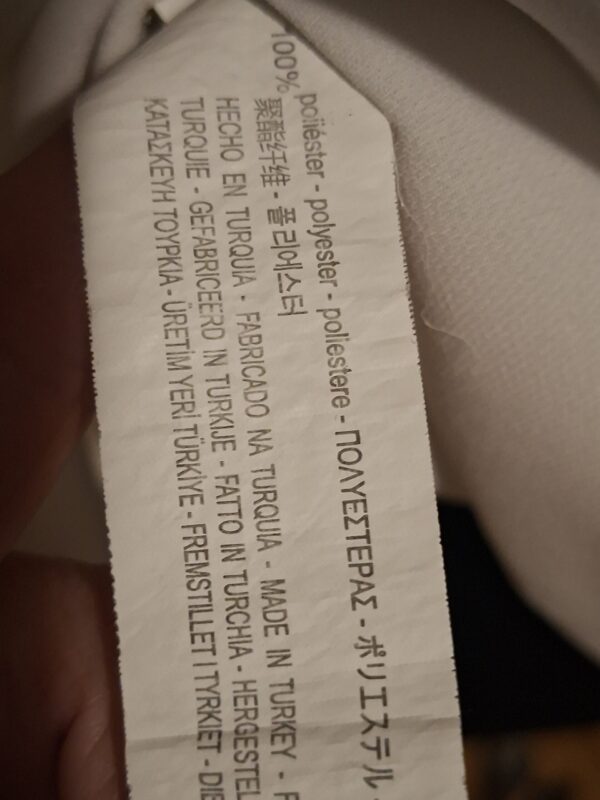 100%
poliéster - polyester - poliestere - ΠΟΛΥΕΣΤΕΡΑΣ - ポリエステル -
聚酯纤维 - 폴리에스터
HECHO EN TURQUIA - FABRICADO NA TURQUIA - MADE IN TURKEY - F
TURQUIE - GEFABRICEERD IN TURKIJE - FATTO IN TURCHIA - HERGESTEL
ΚΑΤΑΣΚΕΥΗ ΤΟΥΡΚΙΑ - ÜRETİM YERİ TÜRKİYE - FREMSTILLET I TYRKIET - DIE